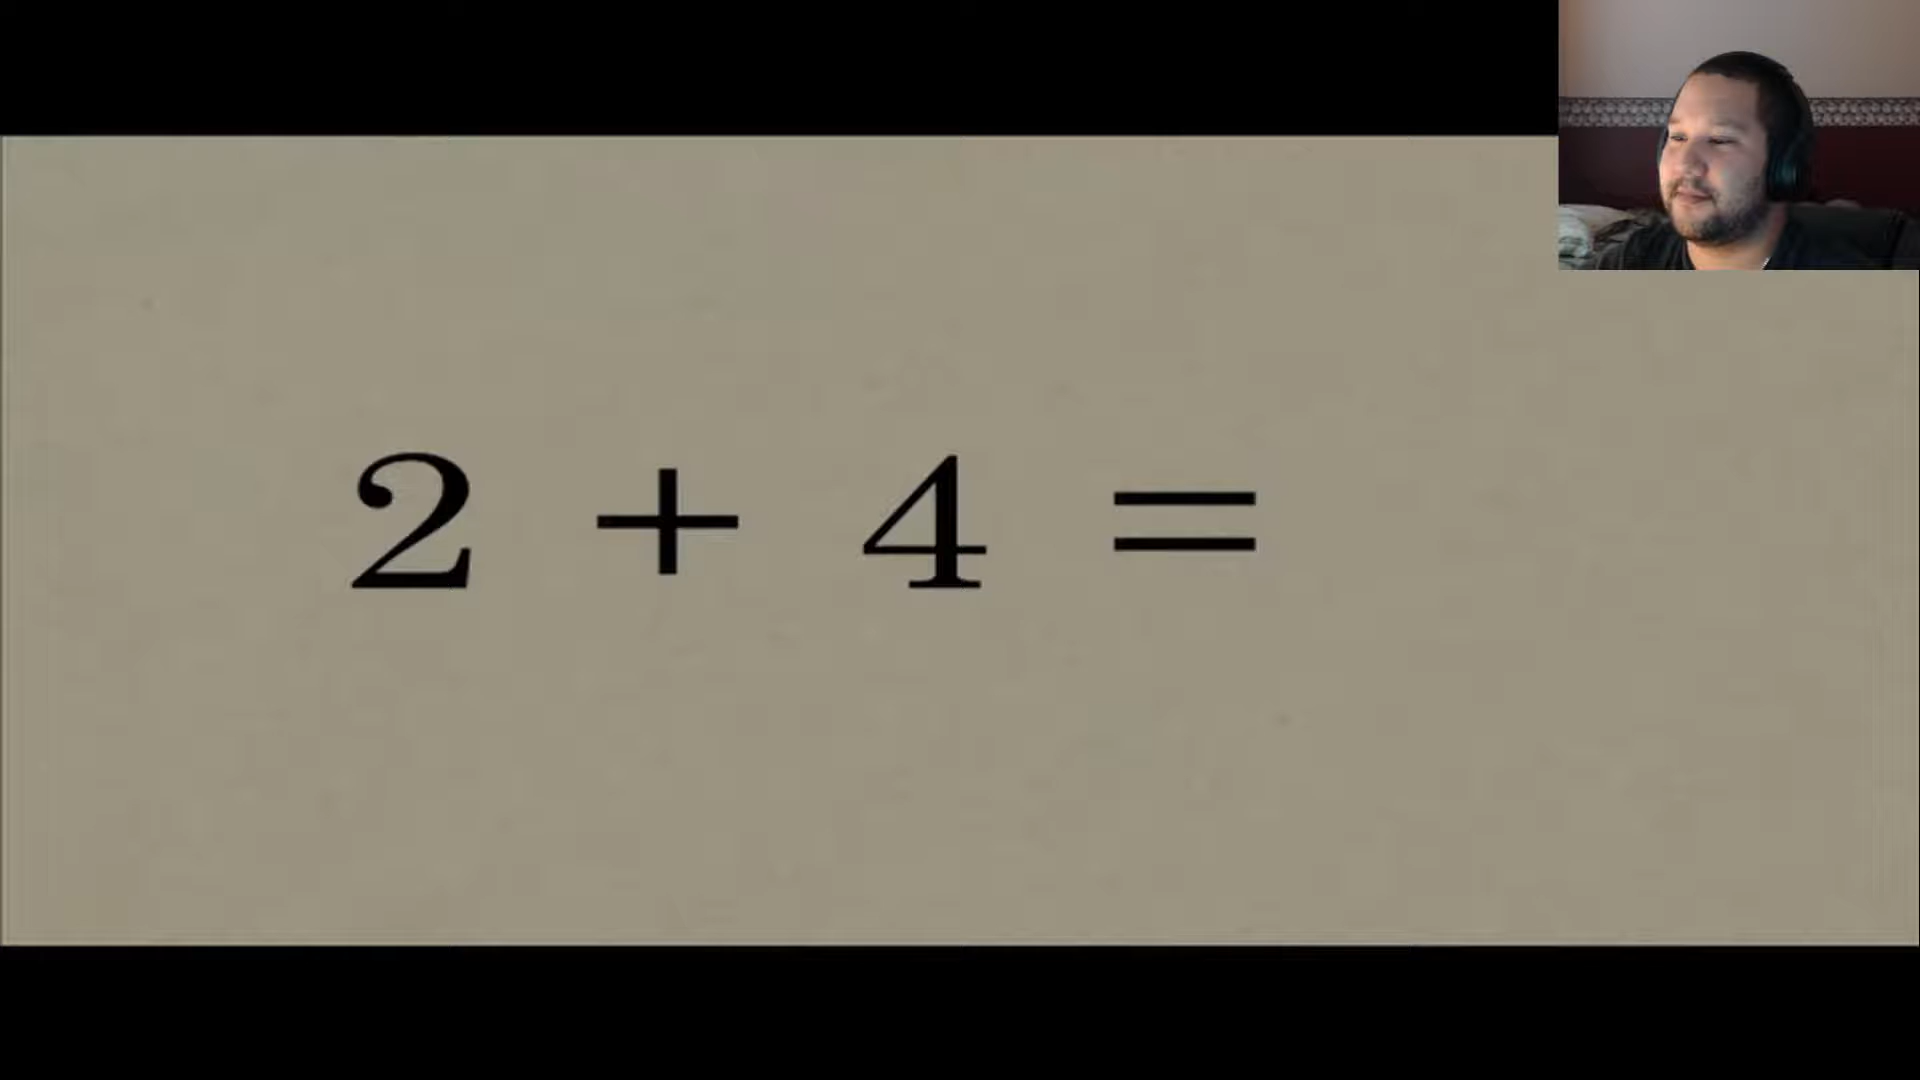 2 + 4 =